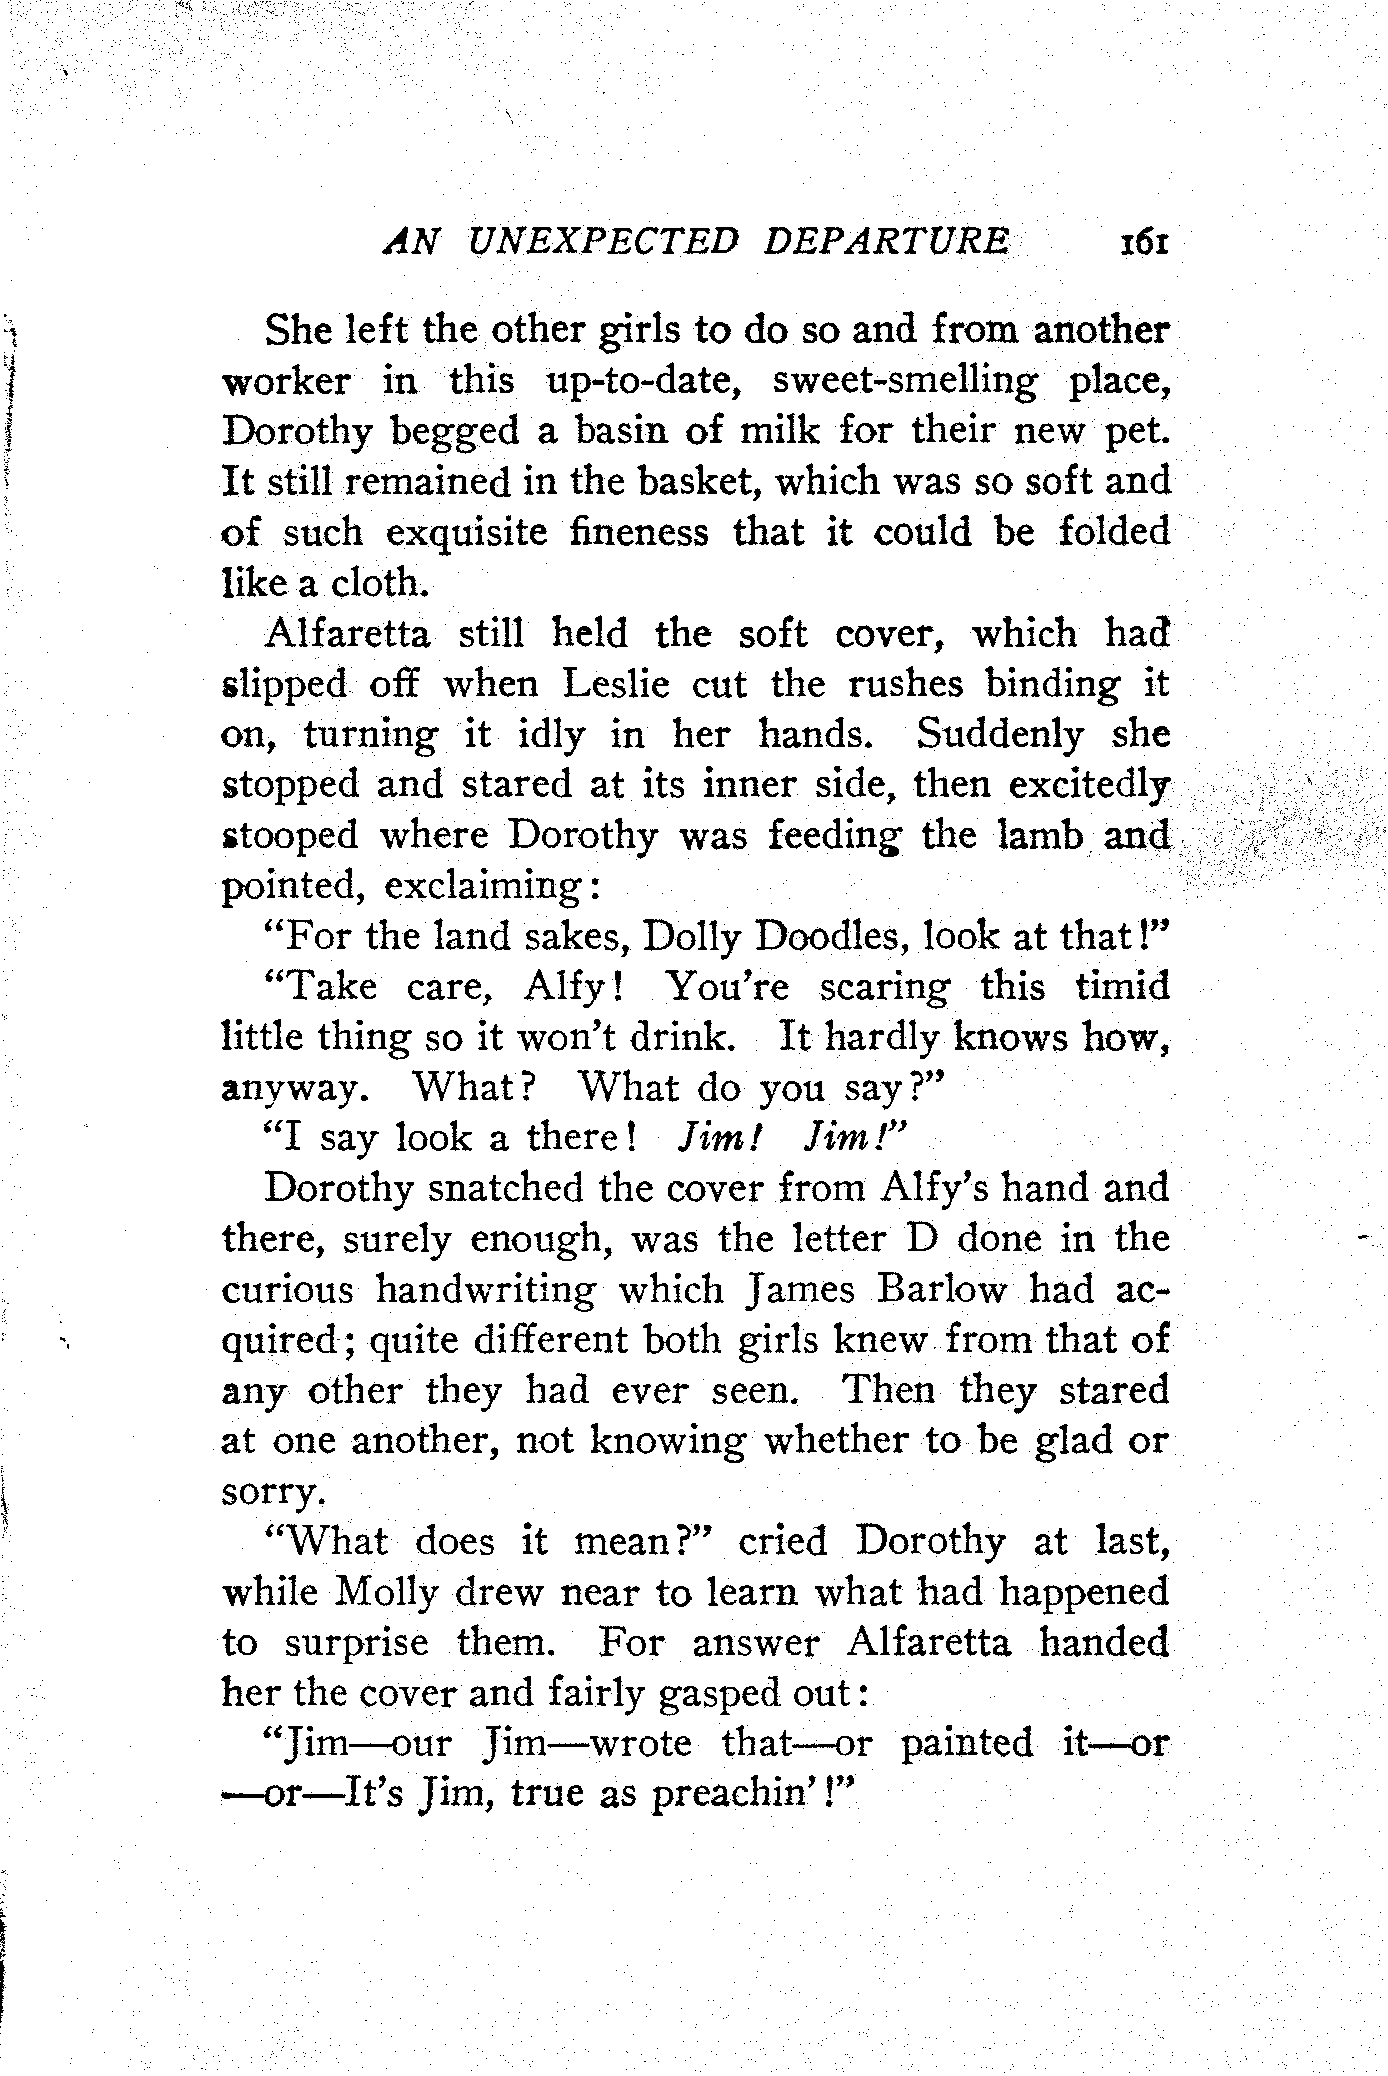 AN UNEXPECTED DEPARTURE 161
She left the other girls to do so and from another
worker in this up-to-date, sweet-smelling place,
Dorothy begged a basin of milk for their new pet.
It still remained in the basket, which was so soft and
of such exquisite fineness that it could be folded
like a cloth.
Alfaretta still held the soft cover, which had
slipped off when Leslie cut the rushes binding it
on, turning it idly in her hands. Suddenly she
stopped and stared at its inner side, then excitedly
stooped where Dorothy was feeding the lamb and
pointed, exclaiming:
“For the land sakes, Dolly Doodles, look at that!”
“Take care, Alfy! You’re scaring this timid
little thing so it won’t drink. It hardly knows how,
anyway. What? What do you say?”
“I say look a there! Jim! Jim!”
Dorothy snatched the cover from Alfy’s hand and
there, surely enough, was the letter D done in the
curious handwriting which James Barlow had ac-
quired; quite different both girls knew from that of
any other they had ever seen. Then they stared
at one another, not knowing whether to be glad or
sorry.
“What does it mean?” cried Dorothy at last,
while Molly drew near to learn what had happened
to surprise them. For answer Alfaretta handed
her the cover and fairly gasped out:
“Jim—our Jim—wrote that—or painted it—or
—or—It’s Jim, true as preachin’!”